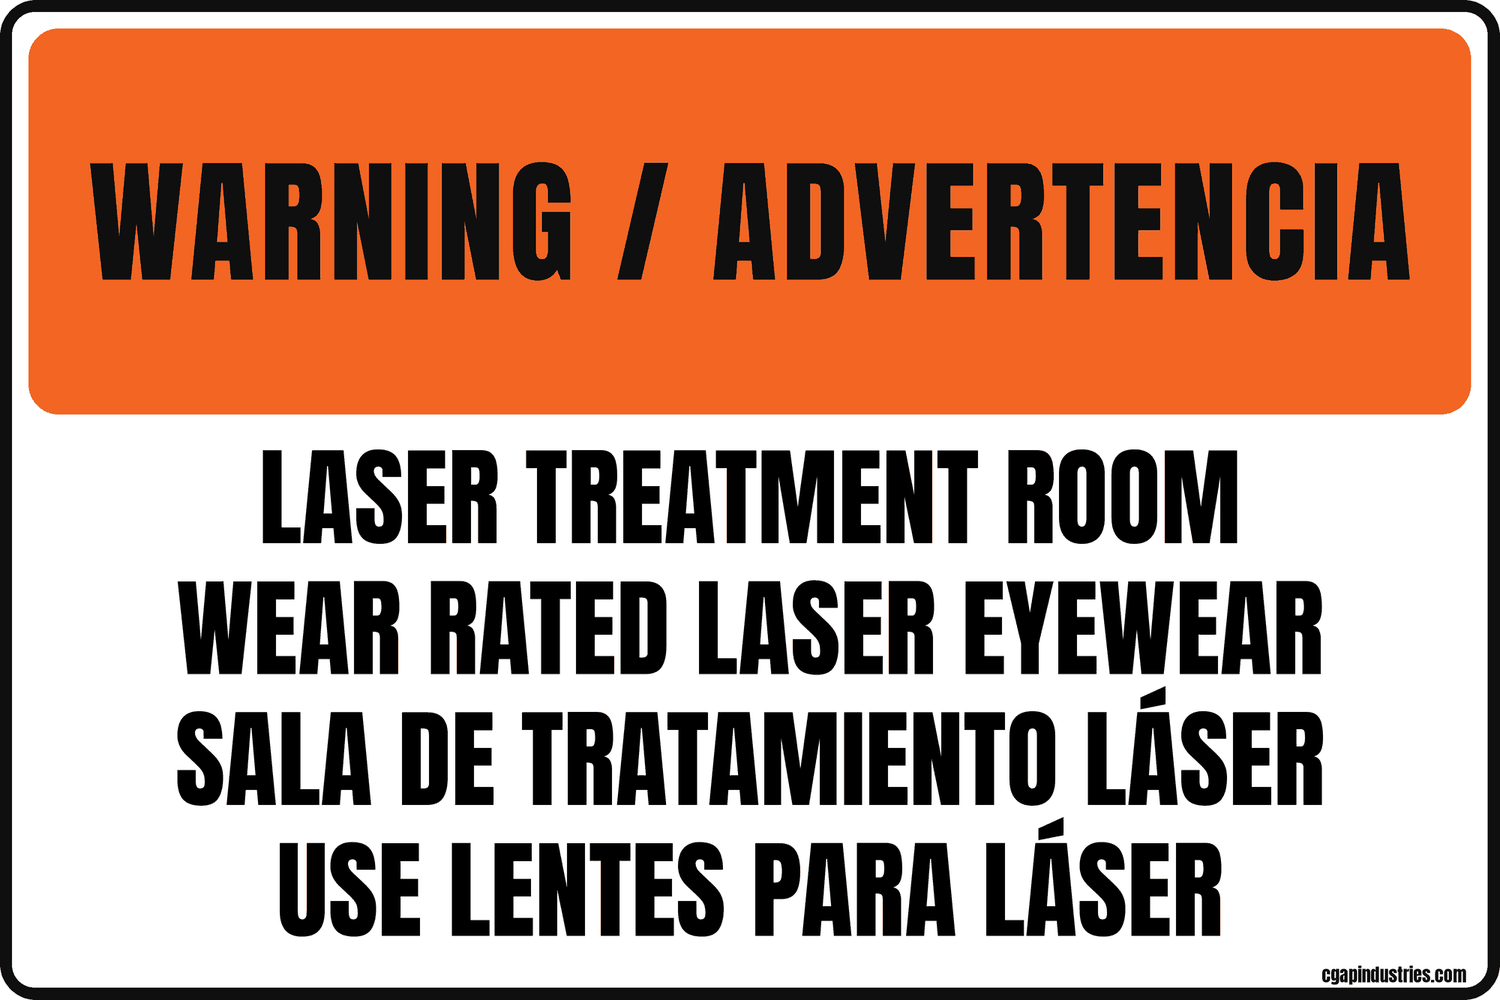 WARNING / ADVERTENCIA
LASER TREATMENT ROOM
WEAR RATED LASER EYEWEAR
SALA DE TRATAMIENTO LÁSER
USE LENTES PARA LÁSER
cgapindustries.com